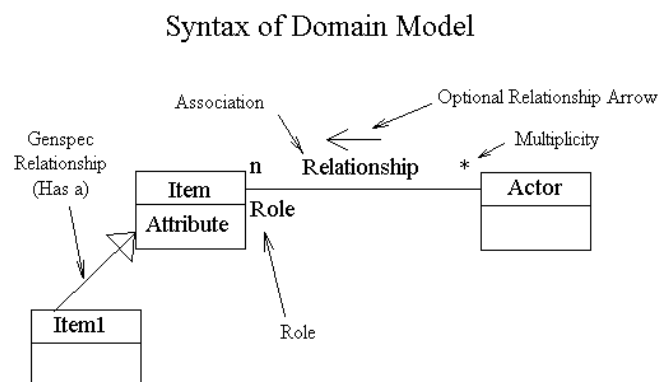 Syntax of Domain Model
Association
Optional Relationship Arrow
Genspec
Relationship
(Has a)
n
Relationship
*
Multiplicity
Item
Attribute
Role
Actor
Role
Item1